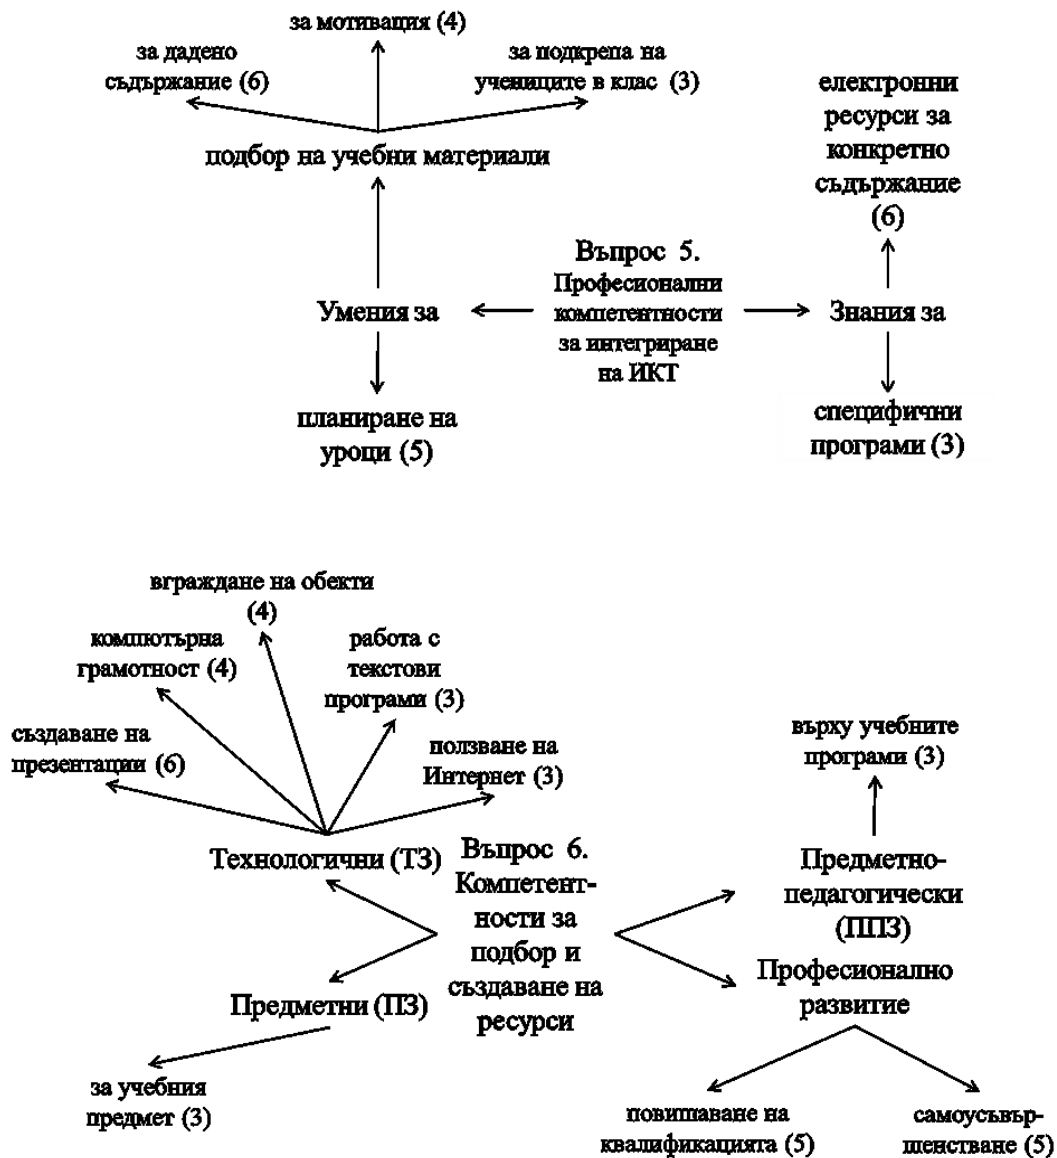 за мотивация (4)
за дадено
съдържание (6)
за подкрепа на
учениците в клас (3)
подбор на учебни материали
електронни
ресурси за
конкретно
съдържание
(6)
Въпрос 5.
Професионални
компетентности
за интегриране
на ИКТ
Умения за
Знания за
планиране на
уроци (5)
специфични
програми (3)
вграждане на обекти
(4)
компютърна
грамотност (4)
работа с
текстови
програми (3)
създаване на
презентации (6)
ползване на
Интернет (3)
върху учебните
програми (3)
Технологични (ТЗ)
Въпрос 6.
Компетент-
ности за
подбор и
създаване на
ресурси
Предметно-
педагогически
(ППЗ)
Предметни (ПЗ)
Професионално
развитие
за учебния
предмет (3)
повишаване на
квалификацията (5)
самоусъвър-
шенстване (5)